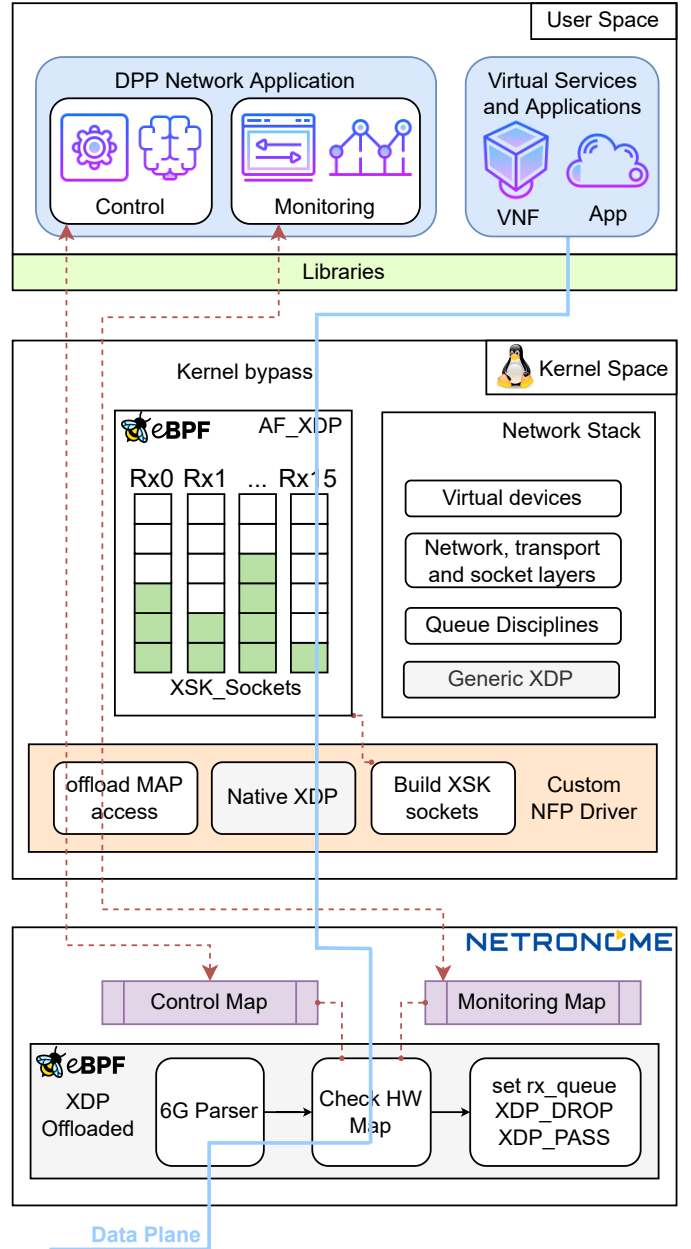 User Space
DPP Network Application
Control
Monitoring
Virtual Services
and Applications
VNF
App
Libraries
Kernel bypass
Kernel Space
eBPF
AF_XDP
Rx0 Rx1 ... Rx15
XSK_Sockets
Network Stack
Virtual devices
Network, transport
and socket layers
Queue Disciplines
Generic XDP
offload MAP
access
Native XDP
Build XSK
sockets
Custom
NFP Driver
NETRONOME
Control Map
Monitoring Map
eBPF
XDP
Offloaded
6G Parser
Check HW
Map
set rx_queue
XDP_DROP
XDP_PASS
Data Plane